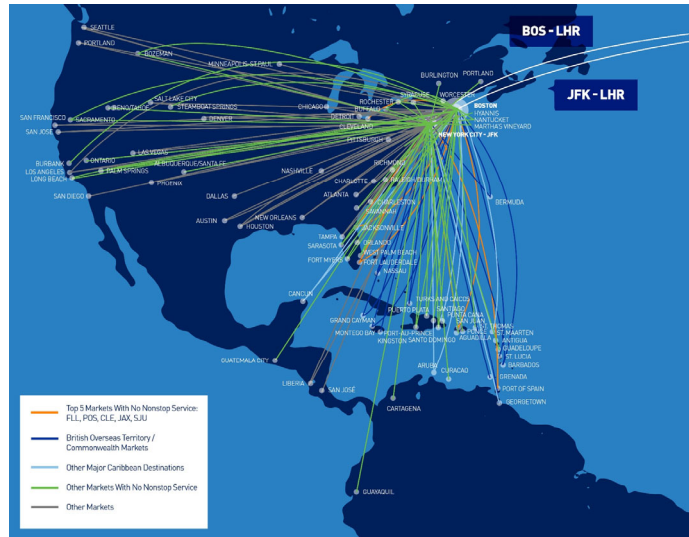 BOS - LHR
JFK - LHR
SEATTLE
PORTLAND
BOZEMAN
MINNEAPOLIS-ST.PAUL
BURLINGTON
PORTLAND
SALT LAKE CITY
RENO/TAHOE
STEAMBOAT SPRINGS
CHICAGO
ROCHESTER
SYRACUSE
WORCESTER
BUFFALO
BOSTON
HYANNIS
NANTUCKET
MARTHA'S VINEYARD
SAN FRANCISCO
SACRAMENTO
DENVER
DETROIT
CLEVELAND
NEW YORK CITY - JFK
SAN JOSE
PITTSBURGH
LAS VEGAS
BURBANK
ONTARIO
ALBUQUERQUE/SANTA FE
RICHMOND
LOS ANGELES
PALM SPRINGS
NASHVILLE
LONG BEACH
PHOENIX
CHARLOTTE
RALEIGH/DURHAM
SAN DIEGO
DALLAS
ATLANTA
CHARLESTON
BERMUDA
SAVANNAH
AUSTIN
NEW ORLEANS
HOUSTON
JACKSONVILLE
TAMPA
ORLANDO
SARASOTA
WEST PALM BEACH
FORT MYERS
FORT LAUDERDALE
NASSAU
CANCUN
TURKS AND CAICOS
PUERTO PLATA
SANTIAGO
PUNTA CANA
GRAND CAYMAN
SAN JUAN
ST. THOMAS
MONTEGO BAY
PORT-AU-PRINCE
PONCE
ST. MAARTEN
KINGSTON
SANTO DOMINGO
AGUADILLA
ANTIGUA
GUADELOUPE
ST. LUCIA
GUATEMALA CITY
ARUBA
CURACAO
BARBADOS
GRENADA
LIBERIA
SAN JOSÉ
PORT OF SPAIN
CARTAGENA
GEORGETOWN
GUAYAQUIL
Top 5 Markets With No Nonstop Service:
FLL, POS, CLE, JAX, SJU
British Overseas Territory /
Commonwealth Markets
Other Major Caribbean Destinations
Other Markets With No Nonstop Service
Other Markets